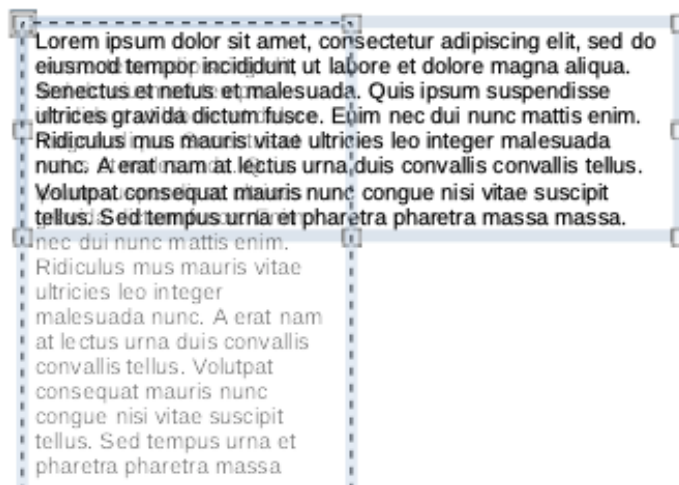 Lorem ipsum dolor sit amet, consectetur adipiscing elit, sed do
eiusmod tempor incididunt ut labore et dolore magna aliqua.
Senectus et netus et malesuada. Quis ipsum suspendisse
ultrices gravida dictum fusce. Enim nec dui nunc mattis enim.
Ridiculus mus mauris vitae ultricies leo integer malesuada
nunc. A erat nam at lectus urna duis convallis convallis tellus.
Volutpat consequat mauris nunc congue nisi vitae suscipit
tellus. Sed tempus urna et pharetra pharetra massa massa.
nec dui nunc mattis enim.
Ridiculus mus mauris vitae
ultricies leo integer
malesuada nunc. A erat nam
at lectus urna duis convallis
convallis tellus. Volutpat
consequat mauris nunc
congue nisi vitae suscipit
tellus. Sed tempus urna et
pharetra pharetra massa